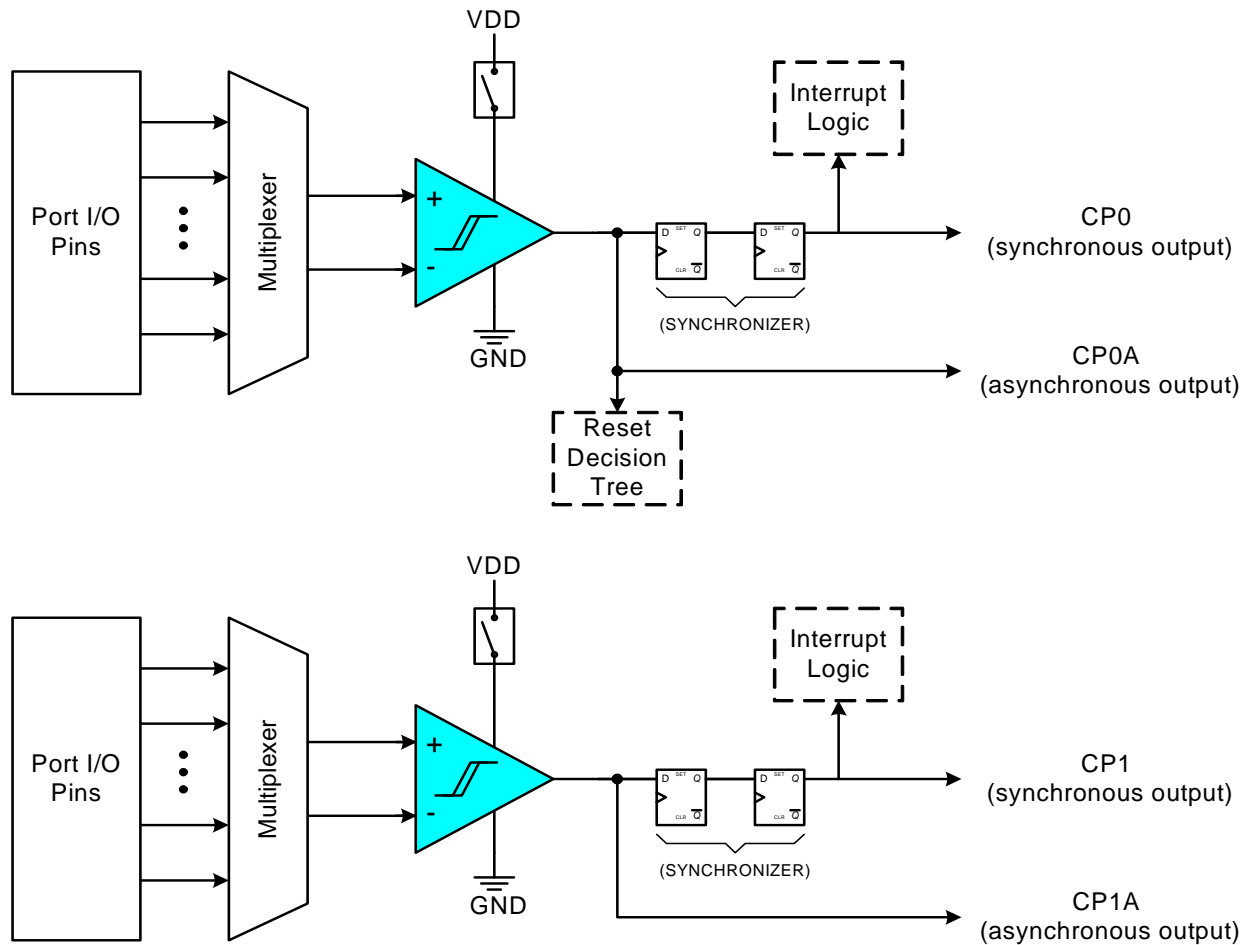 VDD
Interrupt
Logic
Port I/O
Pins
Multiplexer
+
-
D SET Q
CLR Q
D SET Q
CLR Q
CP0
(synchronous output)
(SYNCHRONIZER)
GND
CP0A
(asynchronous output)
Reset
Decision
Tree
VDD
Interrupt
Logic
Port I/O
Pins
Multiplexer
+
-
D SET Q
CLR Q
D SET Q
CLR Q
CP1
(synchronous output)
(SYNCHRONIZER)
GND
CP1A
(asynchronous output)